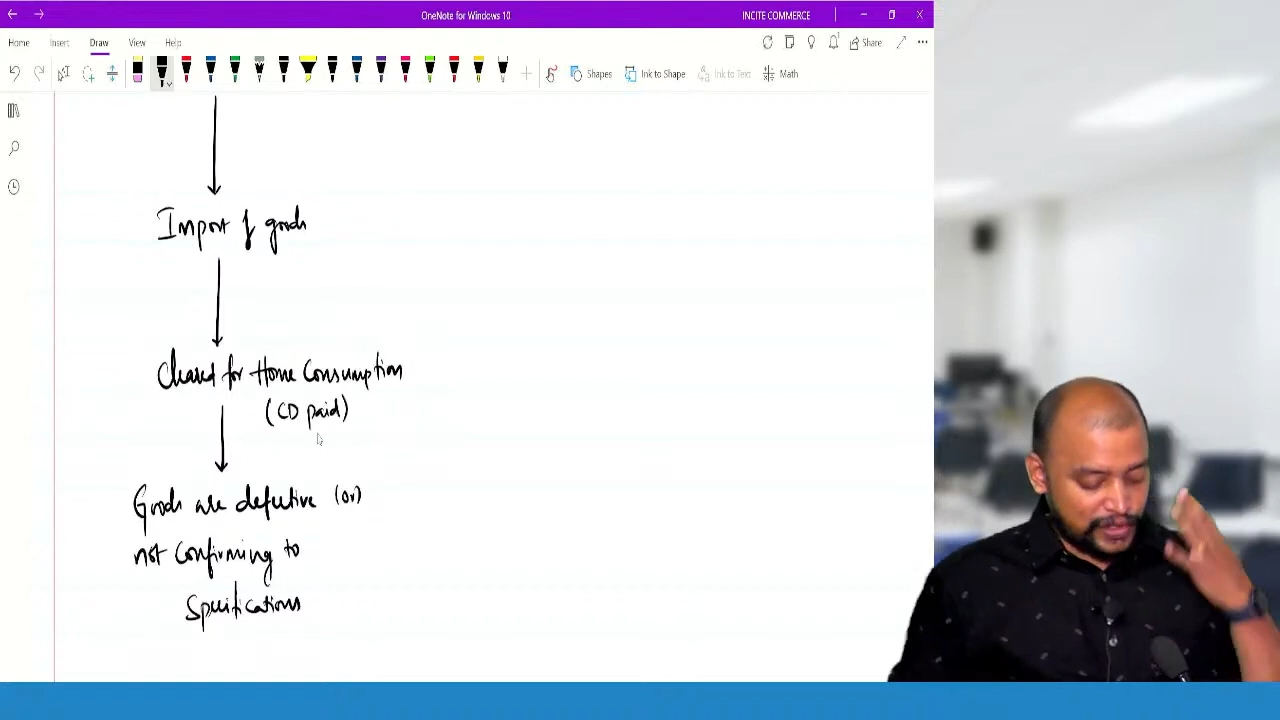 OneNote for Windows 10
INCITE COMMERCE
Home Insert Draw View Help
Share
Shapes Ink to Shape Ink to Text Math
Import of goods
Cleared for Home Consumption
(CD paid)
Goods are defective (or)
not confirming to
Specifications